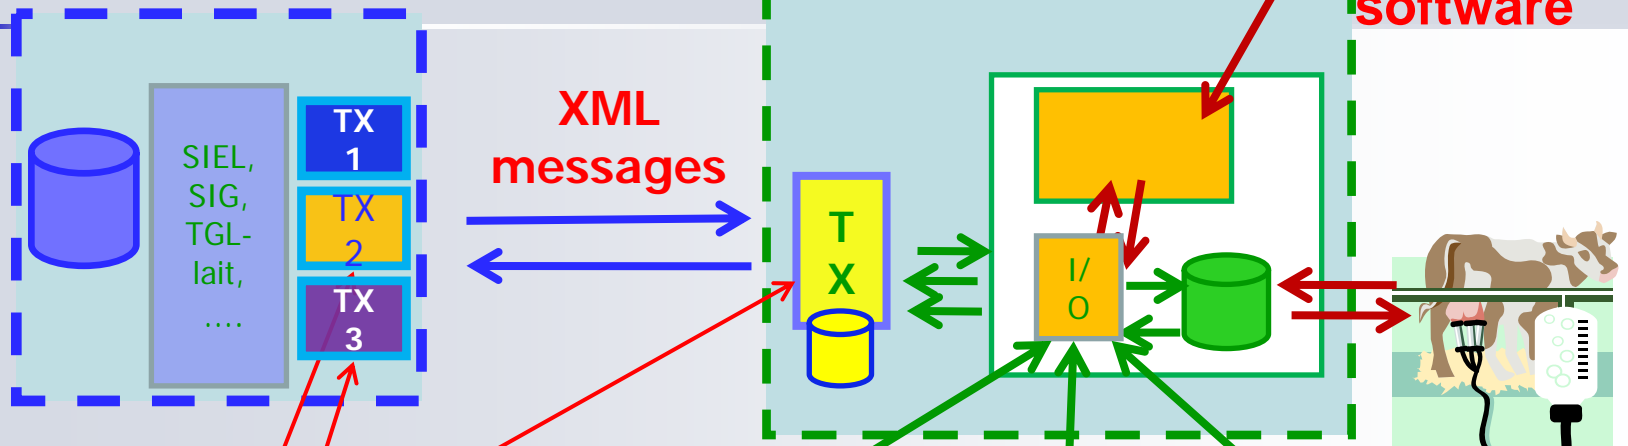 software
XML
messages
SIEL,
SIG,
TGL-
lait,
....
TX
1
TX
2
TX
3
T
X
I/
O